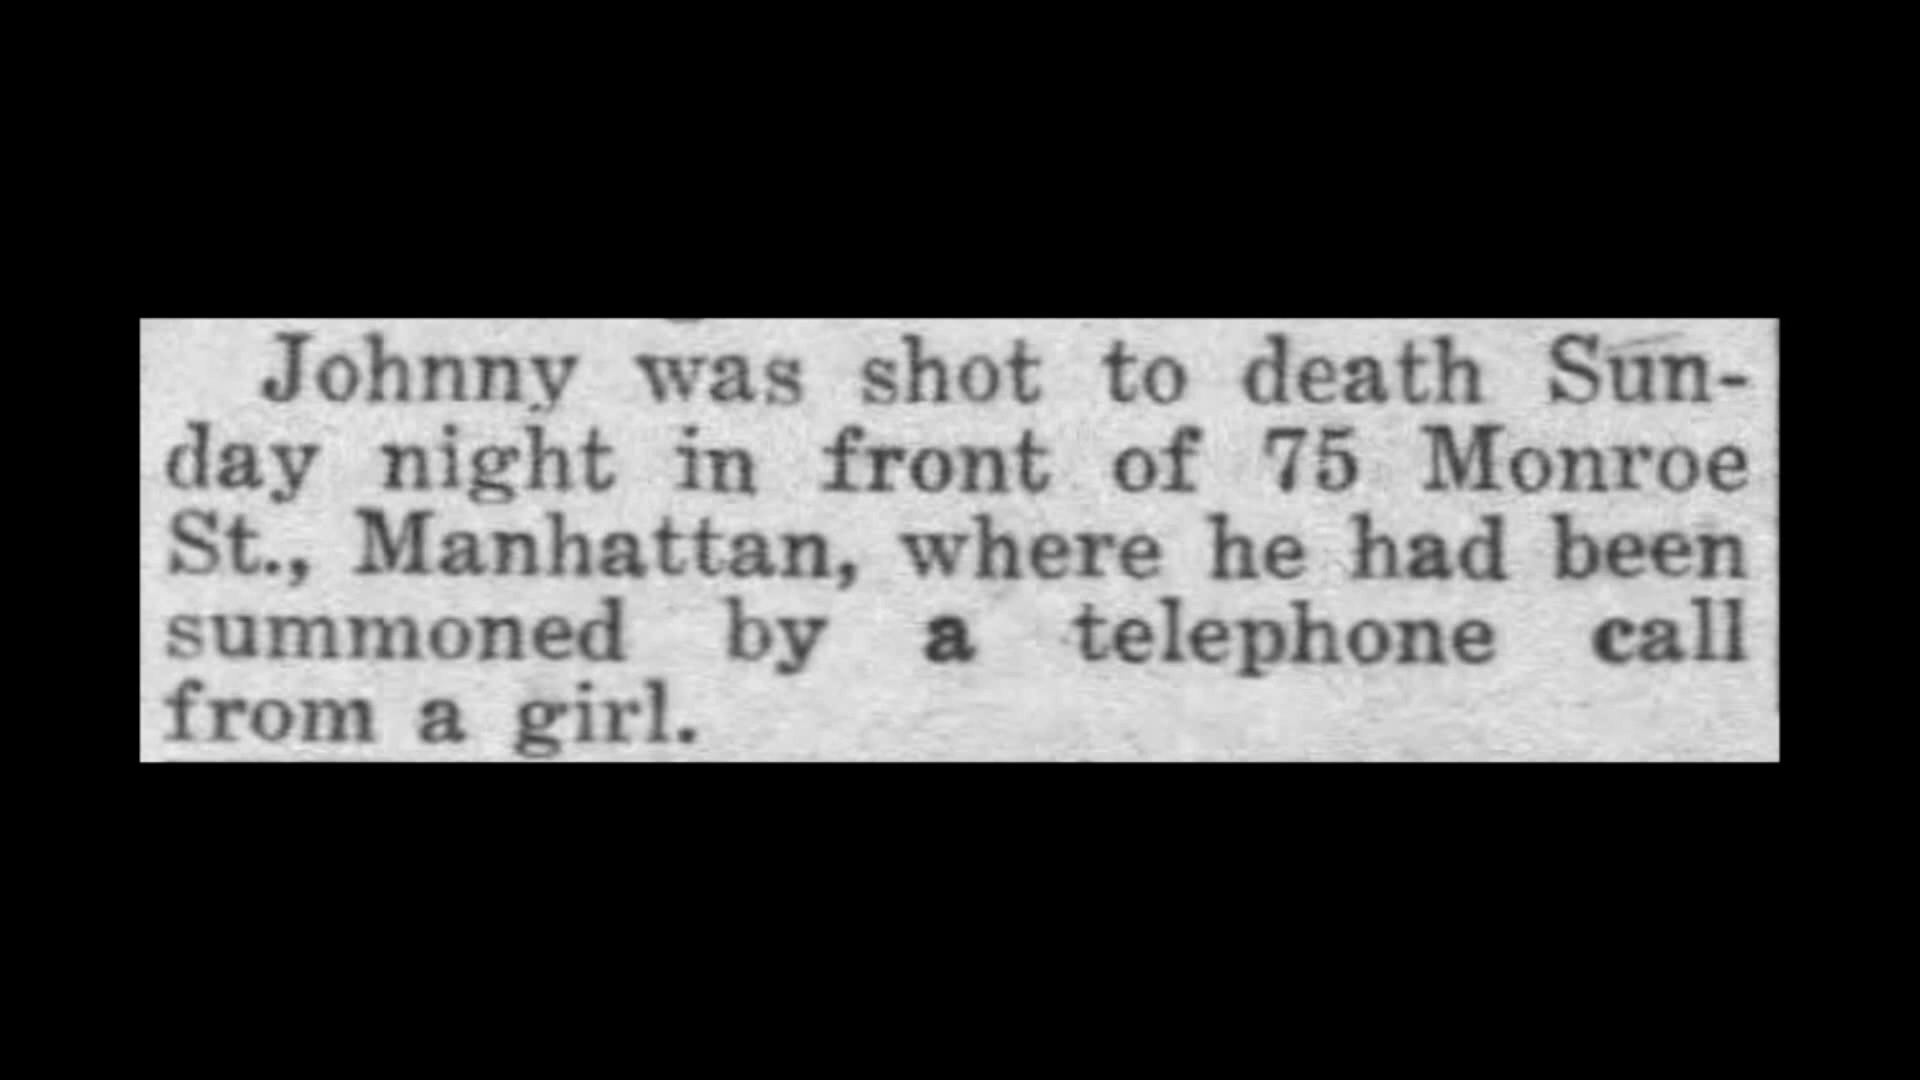 Johnny was shot to death Sun-
day night in front of 75 Monroe
St., Manhattan, where he had been
summoned by a telephone call
from a girl.